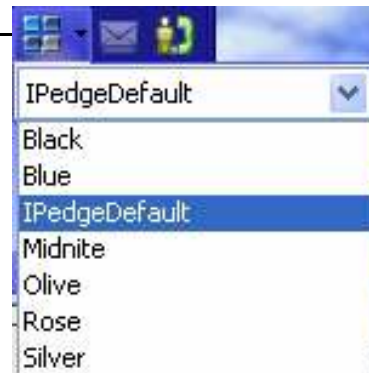 IPedgeDefault
Black
Blue
IPedgeDefault
Midnite
Olive
Rose
Silver